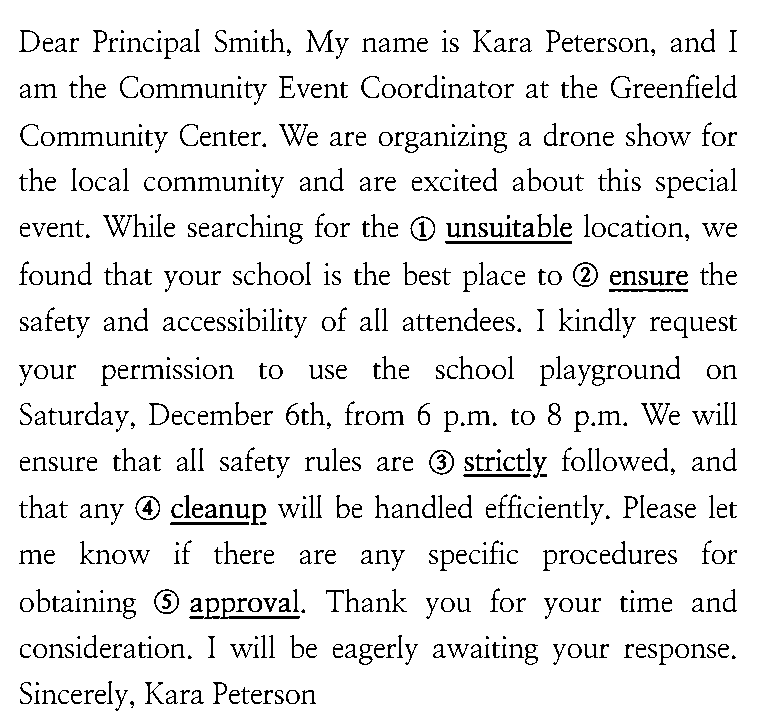 Dear Principal Smith, My name is Kara Peterson, and I
am the Community Event Coordinator at the Greenfield
Community Center. We are organizing a drone show for
the local community and are excited about this special
event. While searching for the ① unsuitable location, we
found that your school is the best place to ② ensure the
safety and accessibility of all attendees. I kindly request
your permission to use the school playground on
Saturday, December 6th, from 6 p.m. to 8 p.m. We will
ensure that all safety rules are ③ strictly followed, and
that any ④ cleanup will be handled efficiently. Please let
me know if there are any specific procedures for
obtaining ⑤ approval. Thank you for your time and
consideration. I will be eagerly awaiting your response.
Sincerely, Kara Peterson